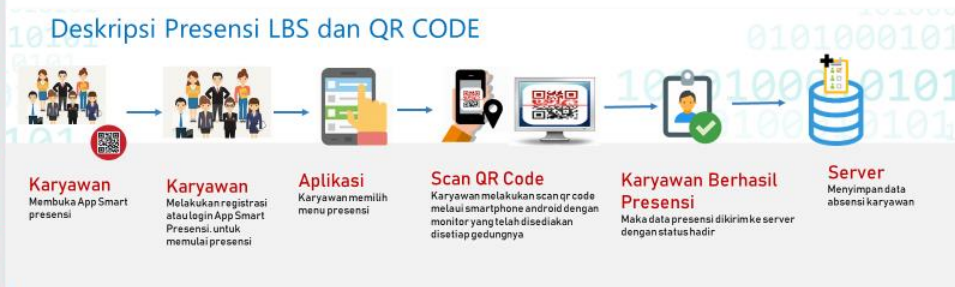 Deskripsi Presensi LBS dan QR CODE
Karyawan
Membuka App Smart
presensi
Karyawan
Melakukan registrasi
atau login App Smart
Presensi. untuk
memulai presensi
Aplikasi
Karyawan memilih
menu presensi
Scan QR Code
Karyawan melakukan scan qr code
melaui smartphone android dengan
monitor yang telah disediakan
disetiap gedungnya
Karyawan Berhasil
Presensi
Maka data presensi dikirim ke server
dengan status hadir
Server
Menyimpan data
absensi karyawan